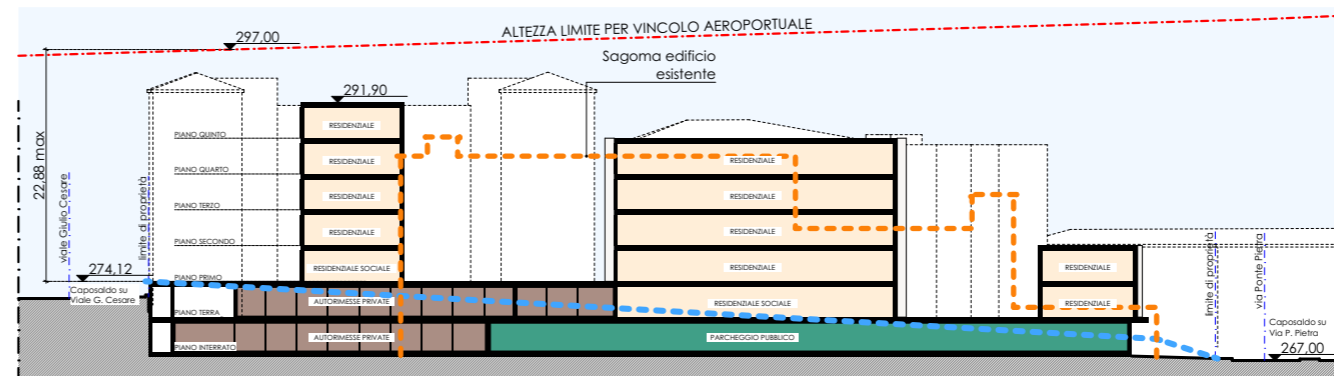 ALTEZZA LIMITE PER VINCOLO AEROPORTUALE
297,00
Sagoma edificio
esistente
291,90
22,88 max
viale Giulio Cesare
limite di proprietà
274,12
Caposaldo su
Viale G. Cesare
PIANO QUINTO
PIANO QUARTO
PIANO TERZO
PIANO SECONDO
PIANO PRIMO
PIANO TERRA
PIANO INTERRATO
RESIDENZIALE
RESIDENZIALE
RESIDENZIALE
RESIDENZIALE
RESIDENZIALE SOCIALE
AUTORIMESSE PRIVATE
AUTORIMESSE PRIVATE
RESIDENZIALE
RESIDENZIALE
RESIDENZIALE
RESIDENZIALE
RESIDENZIALE SOCIALE
PARCHEGGIO PUBBLICO
RESIDENZIALE
RESIDENZIALE
limite di proprietà
via Ponte Pietra
Caposaldo su
Via P. Pietra
267,00